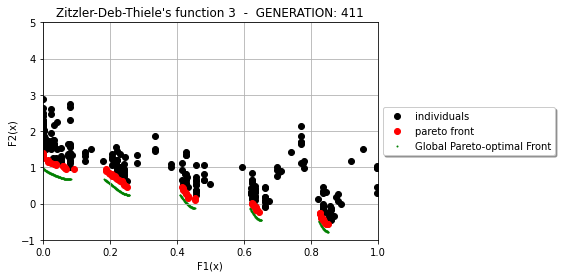 Zitzler-Deb-Thiele's function 3  -  GENERATION: 411
5
4
3
2
1
0
−1
F2(x)
0.0 0.2 0.4 0.6 0.8 1.0
F1(x)
individuals
pareto front
Global Pareto-optimal Front